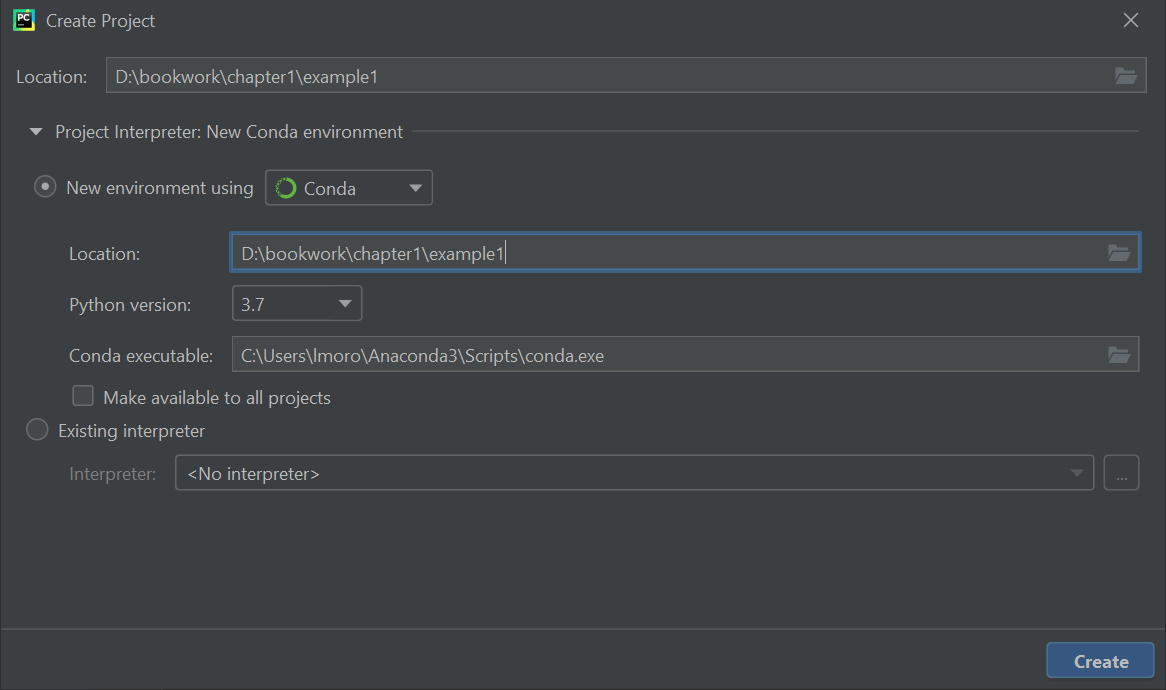 PC Create Project
Location: D:\bookwork\chapter1\example1
Project Interpreter: New Conda environment
New environment using Conda
Location: D:\bookwork\chapter1\example1
Python version: 3.7
Conda executable: C:\Users\lmoro\Anaconda3\Scripts\conda.exe
Make available to all projects
Existing interpreter
Interpreter: <No interpreter> ...
Create